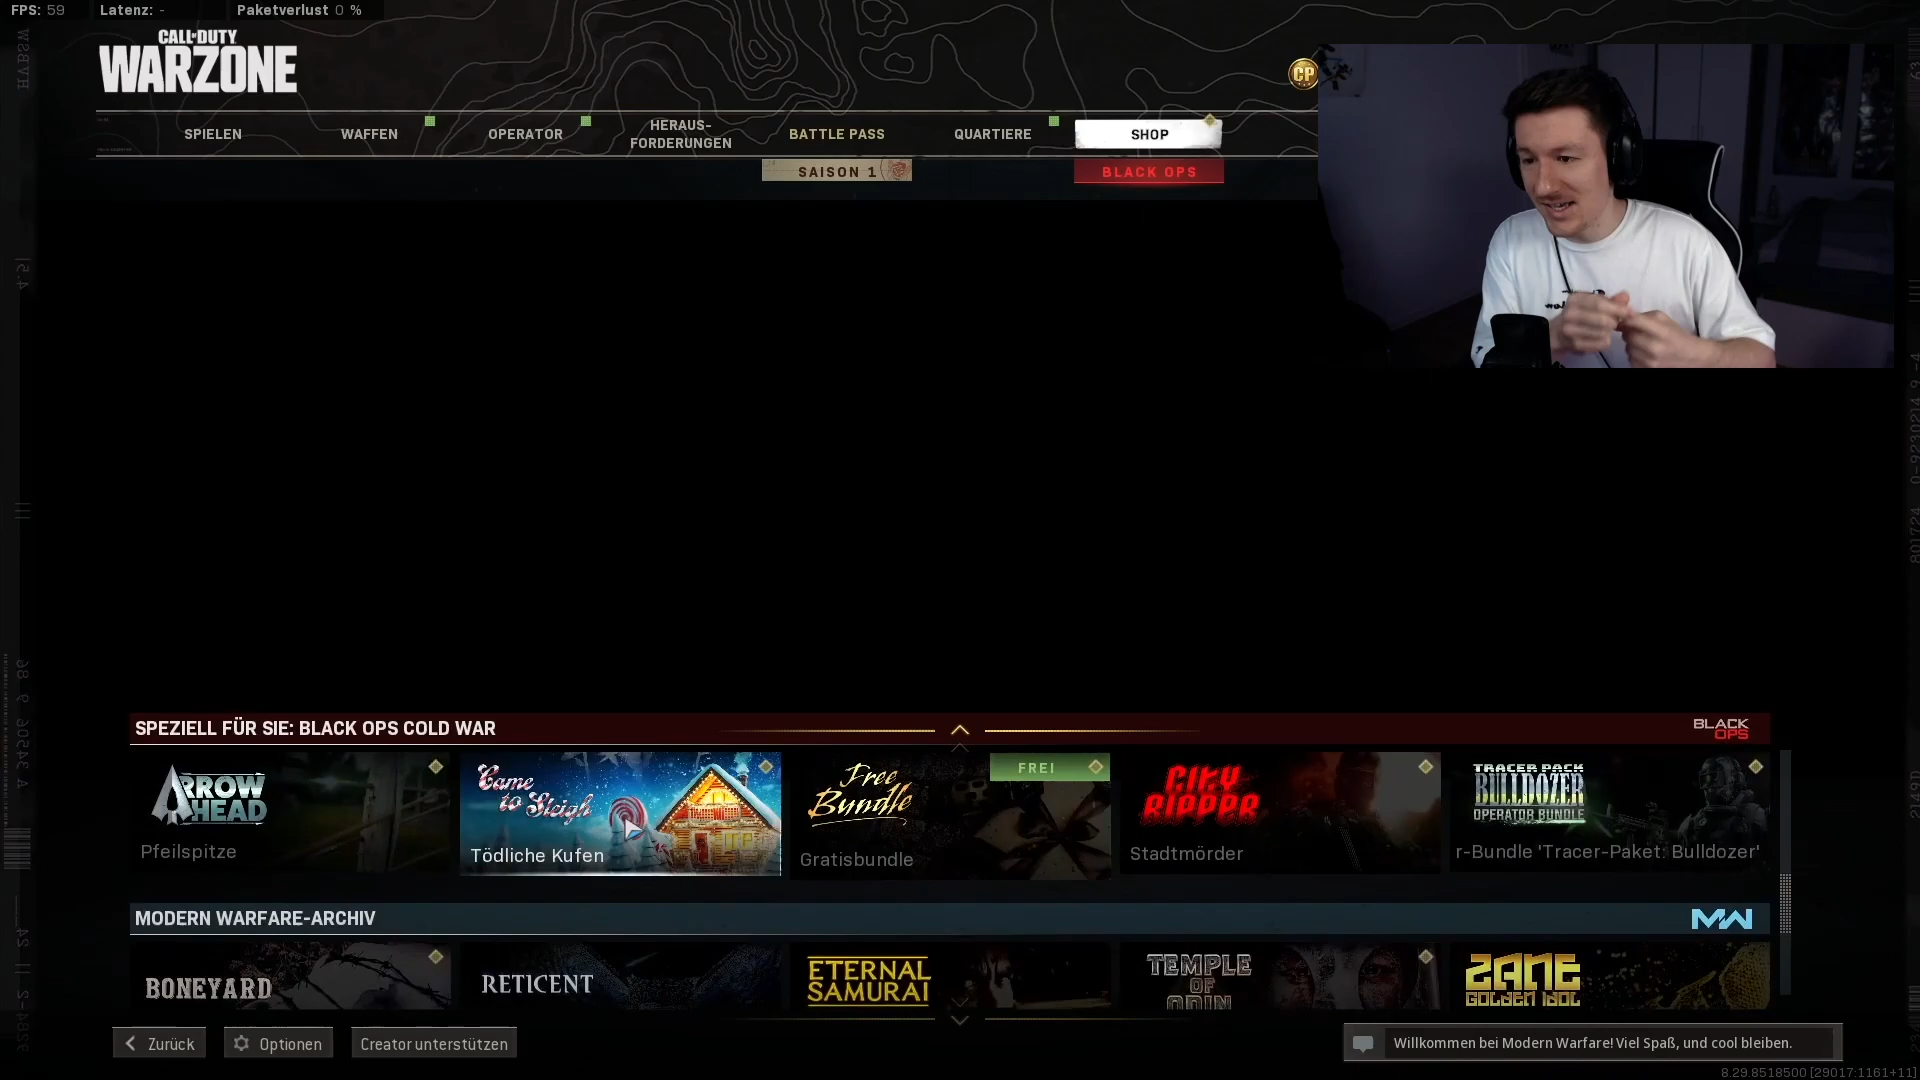 FPS: 59 Latenz: - Paketverlust 0 %
CALL OF DUTY
WARZONE
CP
SPIELEN
WAFFEN
OPERATOR
HERAUS-
FORDERUNGEN
BATTLE PASS
QUARTIERE
SHOP
SAISON 1
BLACK OPS
SPEZIELL FÜR SIE: BLACK OPS COLD WAR
BLACK
OPS
ARROW
HEAD
Pfeilspitze
Came
to Sleigh
Tödliche Kufen
Free
Bundle
FREI
Gratisbundle
CITY
RIPPER
Stadtmörder
TRACER PACK
BULLDOZER
OPERATOR BUNDLE
r-Bundle 'Tracer-Paket: Bulldozer'
MODERN WARFARE-ARCHIV
MW
BONEYARD
RETICENT
ETERNAL
SAMURAI
TEMPLE
OF
ODIN
ZANE
GOLDEN IDOL
Zurück
Optionen
Creator unterstützen
Willkommen bei Modern Warfare! Viel Spaß, und cool bleiben.
8.29.8518500 [29017:1161+11]